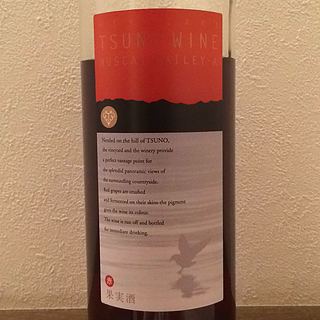 TSUNO WINE
MUSCAT BAILEY-A
Nestled on the hill of TSUNO,
the vineyard and the winery provide
a perfect vantage point for
the splendid panoramic views of
the surrounding countryside.
Red grapes are crushed
and fermented on their skins-the pigment
gives the wine its colour.
The wine is run off and bottled
for immediate drinking.
果実酒